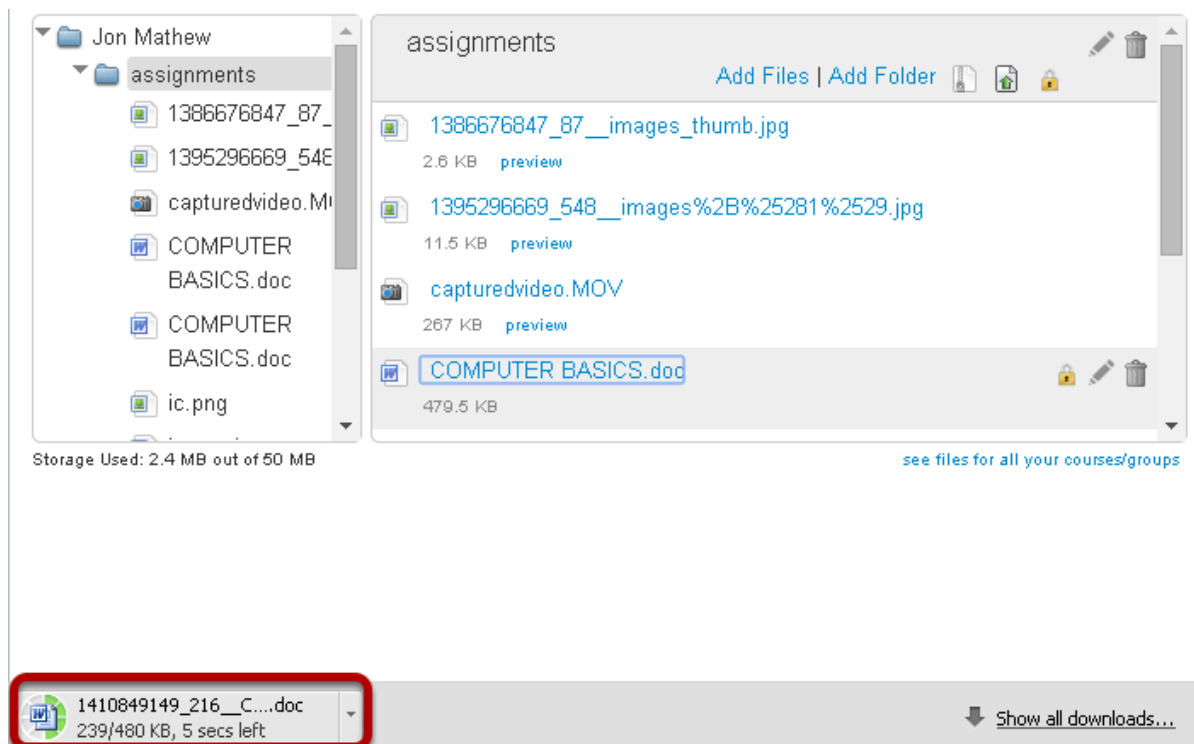 Jon Mathew
assignments
1386676847_87_
1395296669_548
capturedvideo.M
COMPUTER
BASICS.doc
COMPUTER
BASICS.doc
ic.png
Storage Used: 2.4 MB out of 50 MB
assignments
Add Files | Add Folder
1386676847_87__images_thumb.jpg
2.6 KB preview
1395296669_548__images%2B%25281%2529.jpg
11.5 KB preview
capturedvideo.MOV
267 KB preview
COMPUTER BASICS.doc
479.5 KB
see files for all your courses/groups
1410849149_216__C....doc
239/480 KB, 5 secs left
Show all downloads...